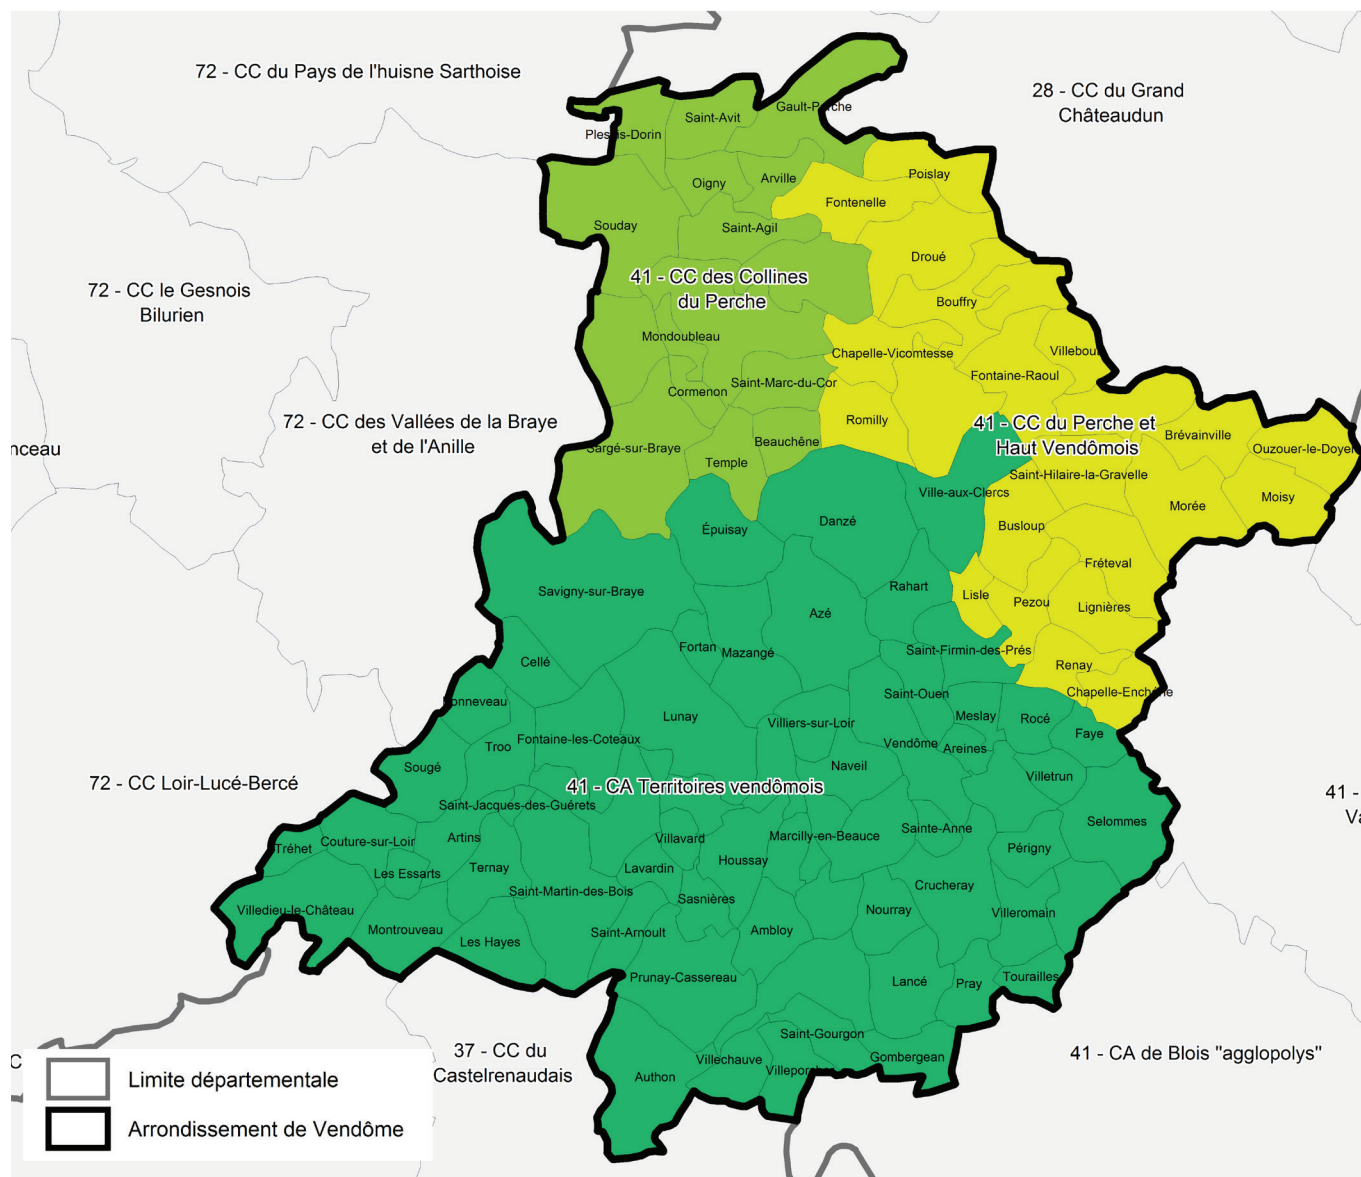 72 - CC du Pays de l'huisne Sarthoise
28 - CC du Grand
Châteaudun
Gault-Perche
Saint-Avit
Plessis-Dorin
Poislay
Arville
Oigny
Fontenelle
Souday
Saint-Agil
Droué
41 - CC des Collines
du Perche
72 - CC le Gesnois
Bilurien
Bouffry
Mondoubleau
Chapelle-Vicomtesse
Villebout
Fontaine-Raoul
Saint-Marc-du-Cor
Cormenon
72 - CC des Vallées de la Braye
et de l'Anille
Romilly
41 - CC du Perche et
Haut Vendômois
Brévainville
nceau
Sargé-sur-Braye
Beauchêne
Ouzouer-le-Doyen
Temple
Saint-Hilaire-la-Gravelle
Ville-aux-Clercs
Moisy
Morée
Épuisay
Danzé
Busloup
Fréteval
Savigny-sur-Braye
Rahart
Lisle
Pezou
Lignières
Azé
Fortan
Mazangé
Saint-Firmin-des-Prés
Cellé
Renay
Saint-Ouen
Chapelle-Enchérie
Bonneveau
Lunay
Villiers-sur-Loir
Meslay
Rocé
Faye
Troo
Fontaine-les-Coteaux
Vendôme
Areines
Sougé
Naveil
Villetrun
72 - CC Loir-Lucé-Bercé
41 - CA Territoires vendômois
41 -
Va
Saint-Jacques-des-Guérets
Selommes
Artins
Villavard
Marcilly-en-Beauce
Sainte-Anne
Tréhet
Couture-sur-Loir
Périgny
Les Essarts
Ternay
Lavardin
Houssay
Saint-Martin-des-Bois
Sasnières
Crucheray
Villedieu-le-Château
Nourray
Villeromain
Montrouveau
Les Hayes
Saint-Arnoult
Ambloy
Prunay-Cassereau
Lancé
Pray
Tourailles
Saint-Gourgon
37 - CC du
Castelrenaudais
Villechauve
Villeporcher
Gombergean
Authon
41 - CA de Blois "agglopolys"
C
Limite départementale
Arrondissement de Vendôme